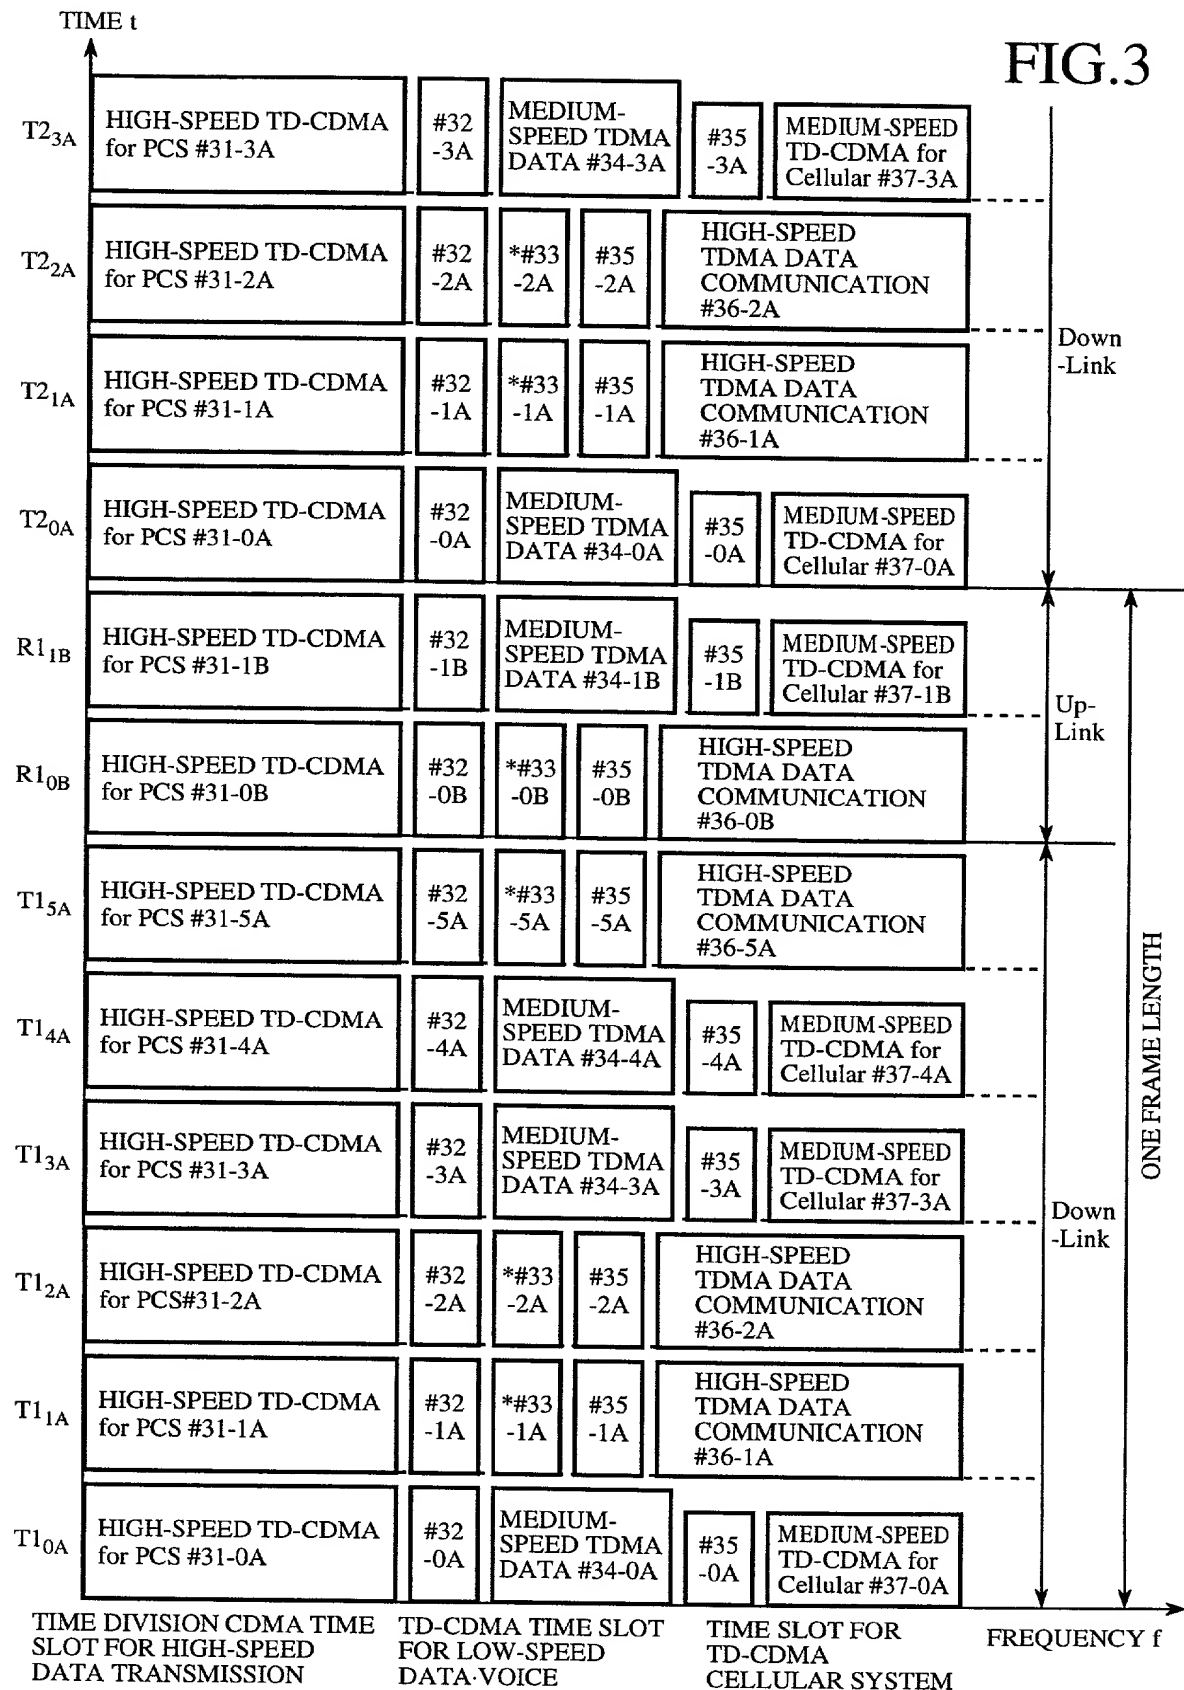 TIME t
FIG.3
T2₃A
HIGH-SPEED TD-CDMA
for PCS #31-3A
#32
-3A
MEDIUM-
SPEED TDMA
DATA #34-3A
#35
-3A
MEDIUM-SPEED
TD-CDMA for
Cellular #37-3A
T2₂A
HIGH-SPEED TD-CDMA
for PCS #31-2A
#32
-2A
*#33
-2A
#35
-2A
HIGH-SPEED
TDMA DATA
COMMUNICATION
#36-2A
Down
-Link
T2₁A
HIGH-SPEED TD-CDMA
for PCS #31-1A
#32
-1A
*#33
-1A
#35
-1A
HIGH-SPEED
TDMA DATA
COMMUNICATION
#36-1A
T2₀A
HIGH-SPEED TD-CDMA
for PCS #31-0A
#32
-0A
MEDIUM-
SPEED TDMA
DATA #34-0A
#35
-0A
MEDIUM-SPEED
TD-CDMA for
Cellular #37-0A
R1₁B
HIGH-SPEED TD-CDMA
for PCS #31-1B
#32
-1B
MEDIUM-
SPEED TDMA
DATA #34-1B
#35
-1B
MEDIUM-SPEED
TD-CDMA for
Cellular #37-1B
Up-
Link
R1₀B
HIGH-SPEED TD-CDMA
for PCS #31-0B
#32
-0B
*#33
-0B
#35
-0B
HIGH-SPEED
TDMA DATA
COMMUNICATION
#36-0B
T1₅A
HIGH-SPEED TD-CDMA
for PCS #31-5A
#32
-5A
*#33
-5A
#35
-5A
HIGH-SPEED
TDMA DATA
COMMUNICATION
#36-5A
ONE FRAME LENGTH
T1₄A
HIGH-SPEED TD-CDMA
for PCS #31-4A
#32
-4A
MEDIUM-
SPEED TDMA
DATA #34-4A
#35
-4A
MEDIUM-SPEED
TD-CDMA for
Cellular #37-4A
T1₃A
HIGH-SPEED TD-CDMA
for PCS #31-3A
#32
-3A
MEDIUM-
SPEED TDMA
DATA #34-3A
#35
-3A
MEDIUM-SPEED
TD-CDMA for
Cellular #37-3A
Down
-Link
T1₂A
HIGH-SPEED TD-CDMA
for PCS#31-2A
#32
-2A
*#33
-2A
#35
-2A
HIGH-SPEED
TDMA DATA
COMMUNICATION
#36-2A
T1₁A
HIGH-SPEED TD-CDMA
for PCS #31-1A
#32
-1A
*#33
-1A
#35
-1A
HIGH-SPEED
TDMA DATA
COMMUNICATION
#36-1A
T1₀A
HIGH-SPEED TD-CDMA
for PCS #31-0A
#32
-0A
MEDIUM-
SPEED TDMA
DATA #34-0A
#35
-0A
MEDIUM-SPEED
TD-CDMA for
Cellular #37-0A
TIME DIVISION CDMA TIME
SLOT FOR HIGH-SPEED
DATA TRANSMISSION
TD-CDMA TIME SLOT
FOR LOW-SPEED
DATA·VOICE
TIME SLOT FOR
TD-CDMA
CELLULAR SYSTEM
FREQUENCY f